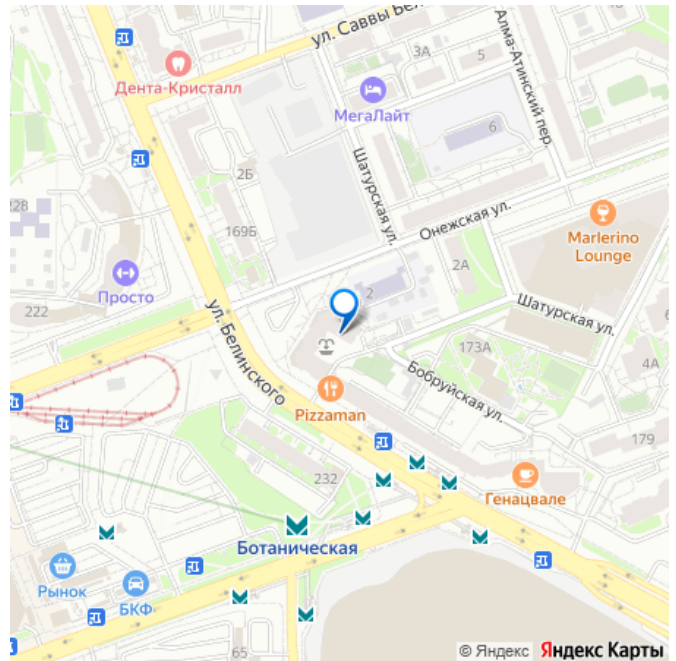 ул. Саввы Бел
Дента-Кристалл
3А
5
Алма-Атинский пер.
МегаЛайт
6
2Б
Шатурская ул.
228
169Б
Онежская ул.
Marlerino
Lounge
2А
Просто
222
2
ул. Белинского
Шатурская ул.
173А
4А
Бобруйская ул.
Pizzaman
179
232
Генацвале
Ботаническая
Рынок
БКФ
65
© Яндекс Яндекс Карты